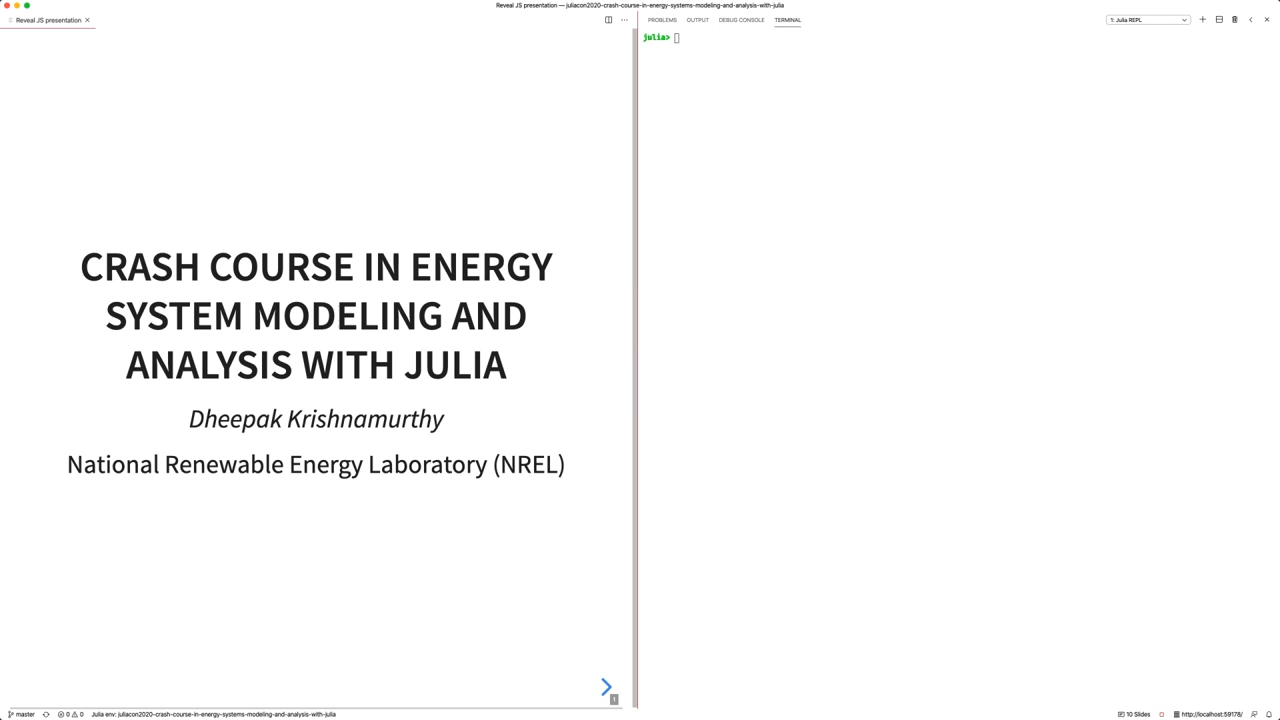 Reveal JS presentation — juliacon2020-crash-course-in-energy-systems-modeling-and-analysis-with-julia
Reveal JS presentation
PROBLEMS OUTPUT DEBUG CONSOLE TERMINAL
1: Julia REPL
julia>
CRASH COURSE IN ENERGY
SYSTEM MODELING AND
ANALYSIS WITH JULIA
Dheepak Krishnamurthy
National Renewable Energy Laboratory (NREL)
1
master 0 0 Julia env: juliacon2020-crash-course-in-energy-systems-modeling-and-analysis-with-julia
10 Slides http://localhost:59178/